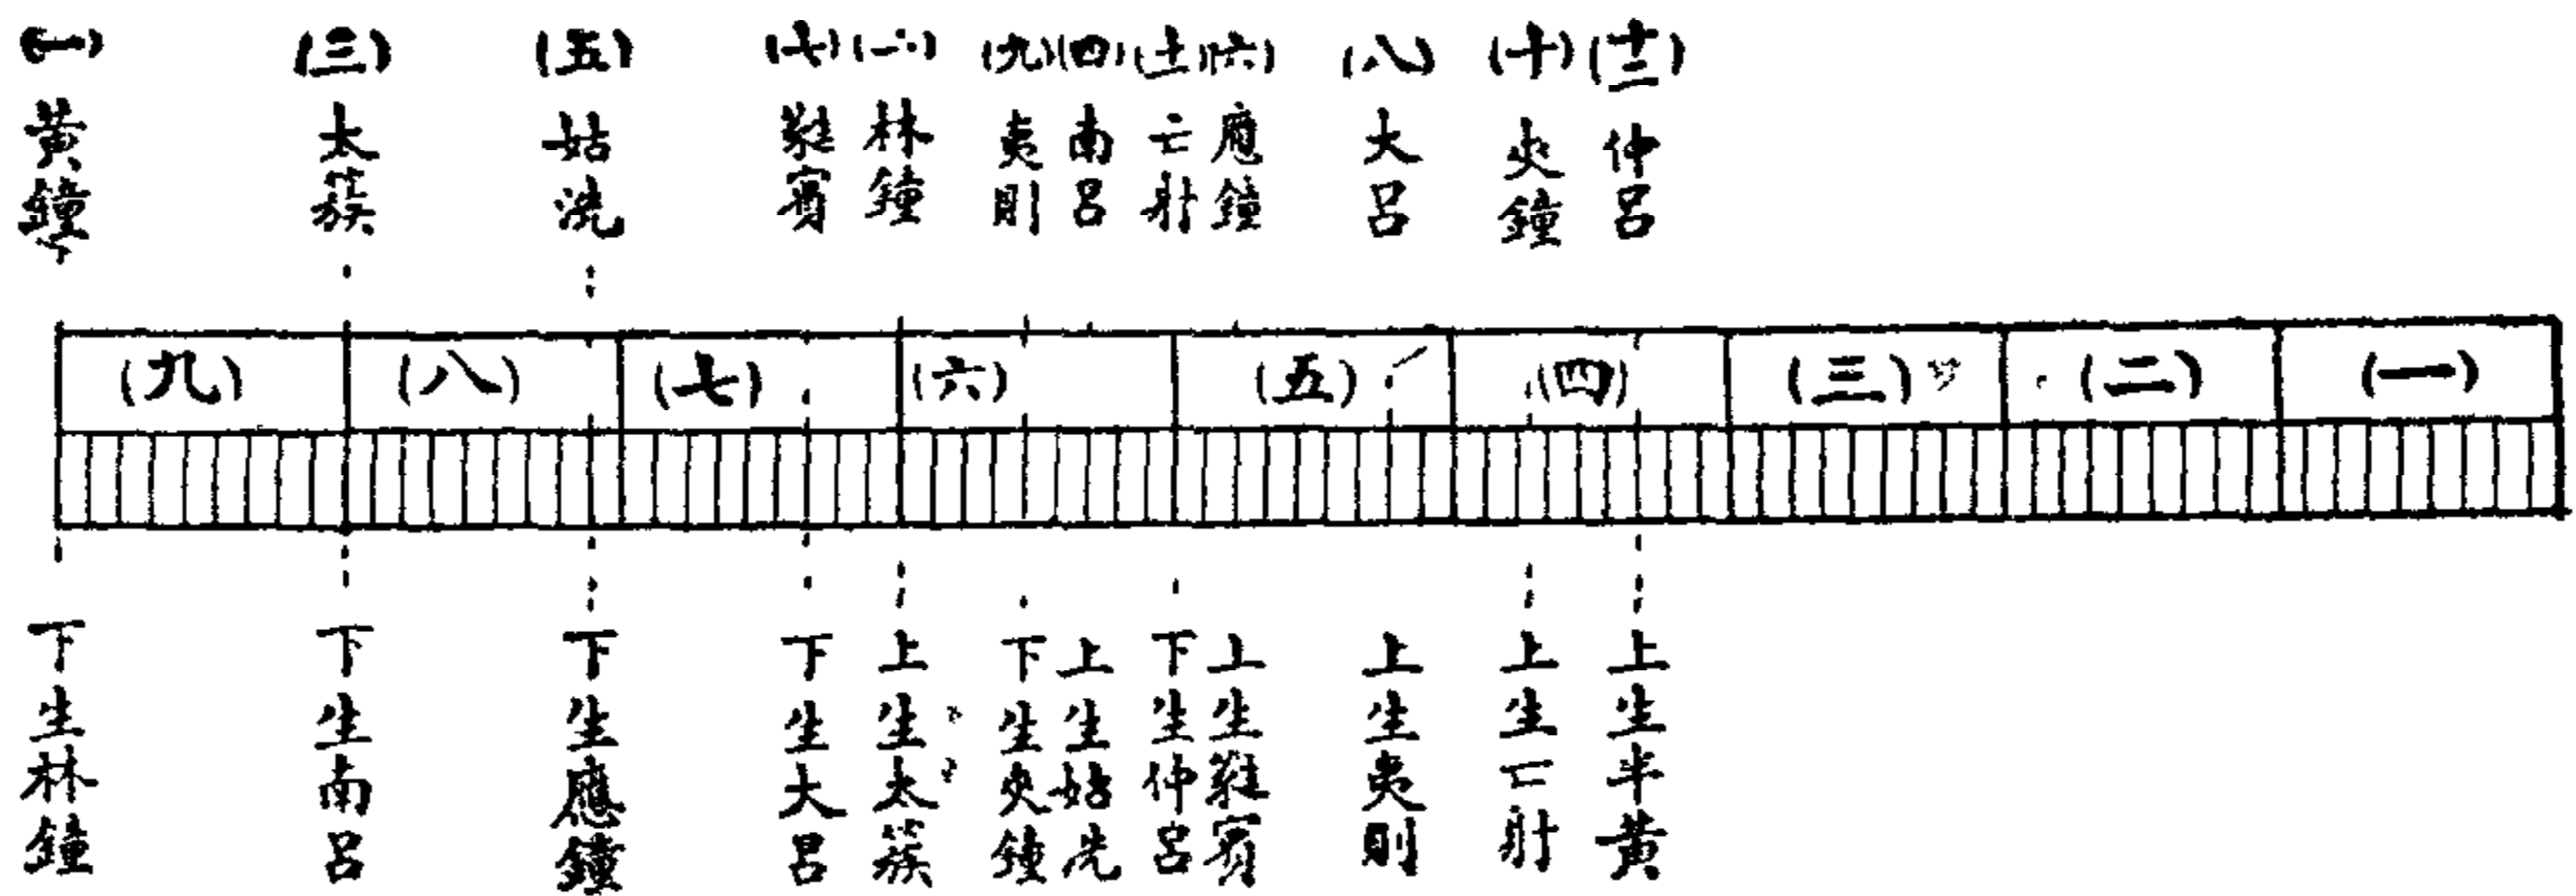 (一) 黃鐘
(三) 太簇
(五) 姑洗
(七) 蕤賓
(二) 林鐘
(九) 夷則
(四) 南呂
(十一) 亡射
(六) 應鐘
(八) 大呂
(十) 夾鐘
(十二) 仲呂
(九) (八) (七) (六) (五) (四) (三) (二) (一)
下生林鐘
下生南呂
下生應鐘
下生大呂
上生太簇
下生夾鐘
上生姑洗
下生仲呂
上生蕤賓
上生夷則
上生亡射
上生半黃